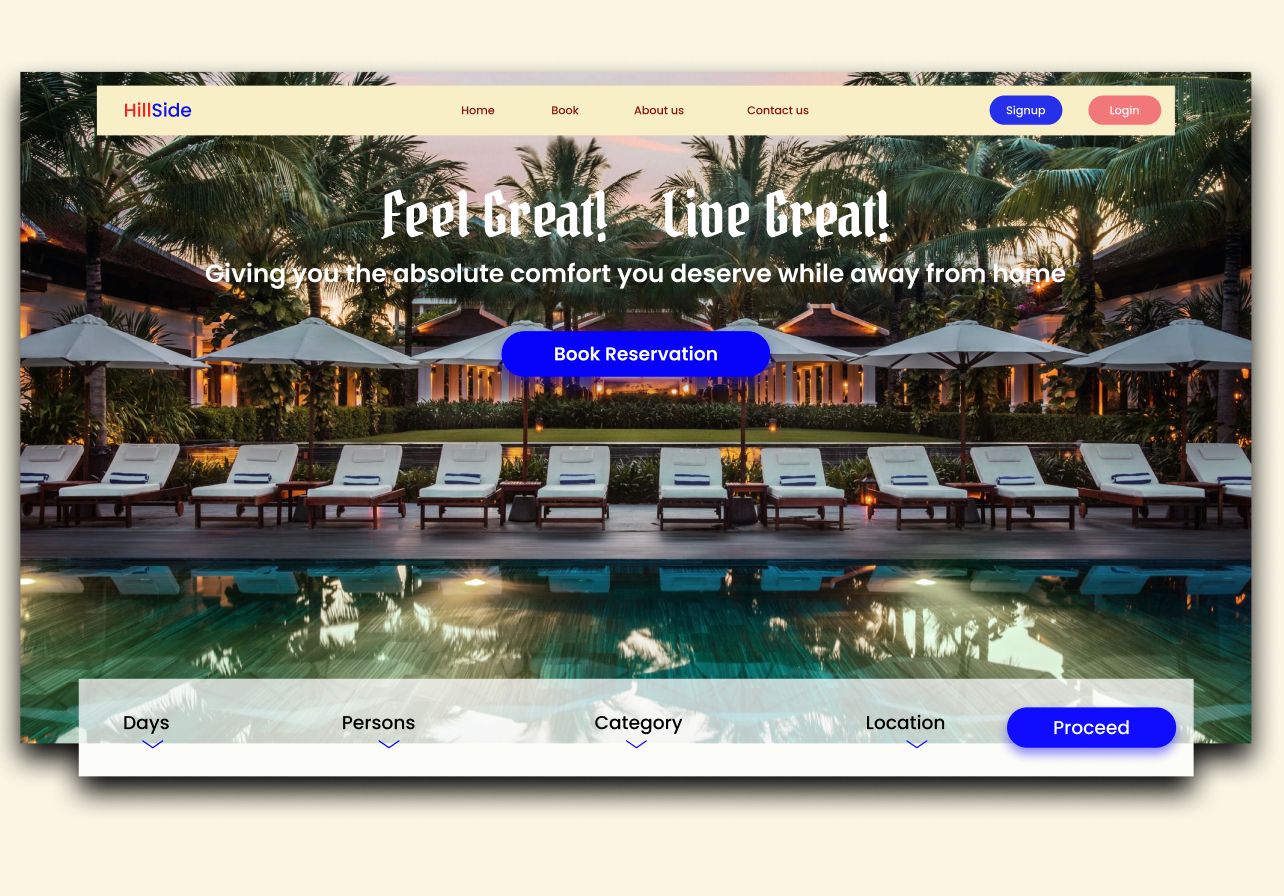 HillSide Home Book About us Contact us Signup Login
Feel Great! Live Great!
Giving you the absolute comfort you deserve while away from home
Book Reservation
Days Persons Category Location Proceed